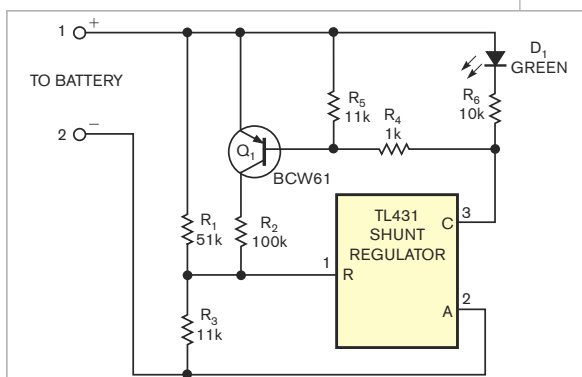 1
+
TO BATTERY
2
−
D1
GREEN
R5
11k
R4
1k
R6
10k
Q1
BCW61
R1
51k
R2
100k
R3
11k
TL431
SHUNT
REGULATOR
C
3
1
R
A
2